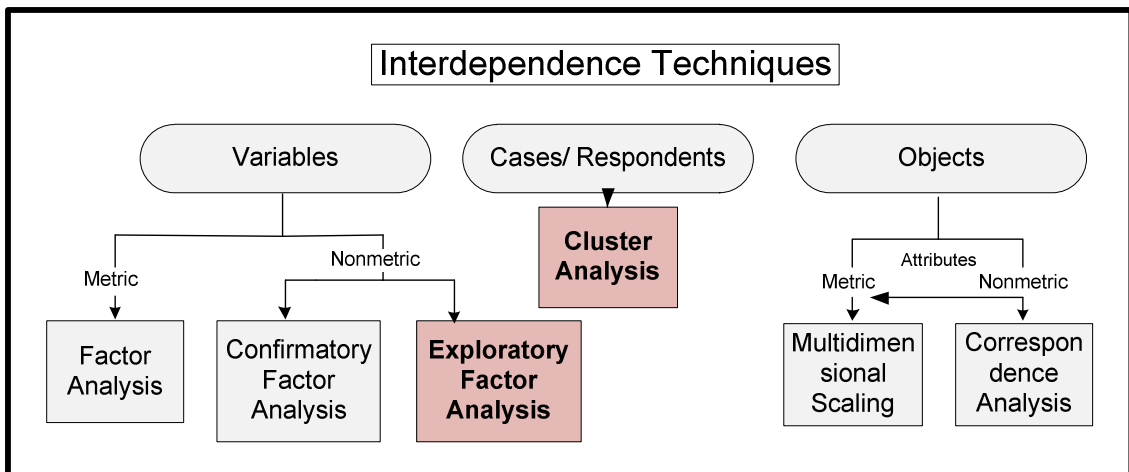 Interdependence Techniques
Variables
Cases/ Respondents
Objects
Cluster
Analysis
Nonmetric
Metric
Attributes
Metric
Nonmetric
Factor
Analysis
Confirmatory
Factor
Analysis
Exploratory
Factor
Analysis
Multidimen
sional
Scaling
Correspon
dence
Analysis